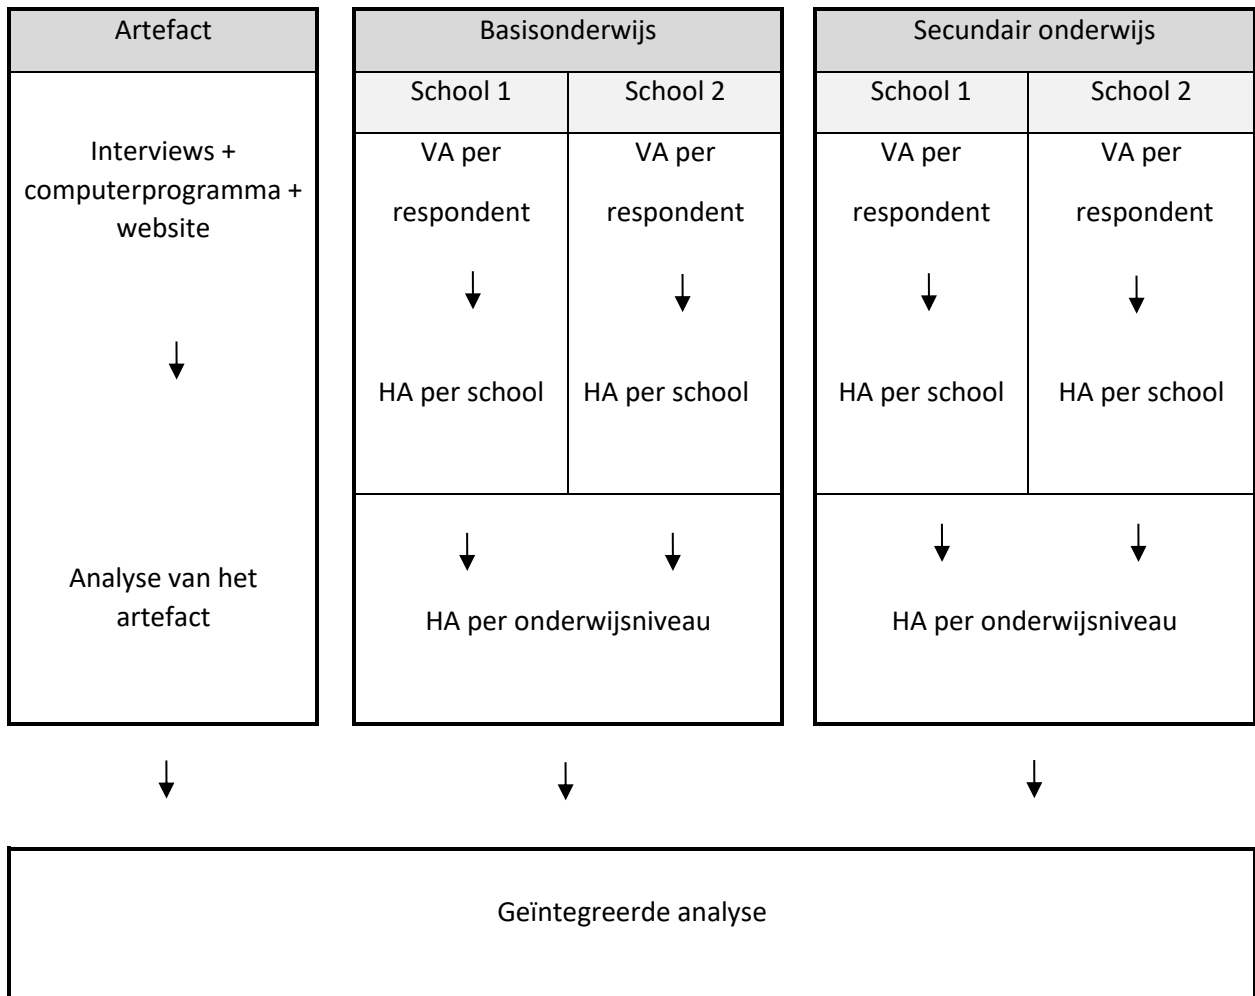 Artefact
Interviews +
computerprogramma +
website
Analyse van het
artefact
Basisonderwijs
School 1
School 2
VA per
respondent
VA per
respondent
HA per school
HA per school
HA per onderwijsniveau
Secundair onderwijs
School 1
School 2
VA per
respondent
VA per
respondent
HA per school
HA per school
HA per onderwijsniveau
Geïntegreerde analyse